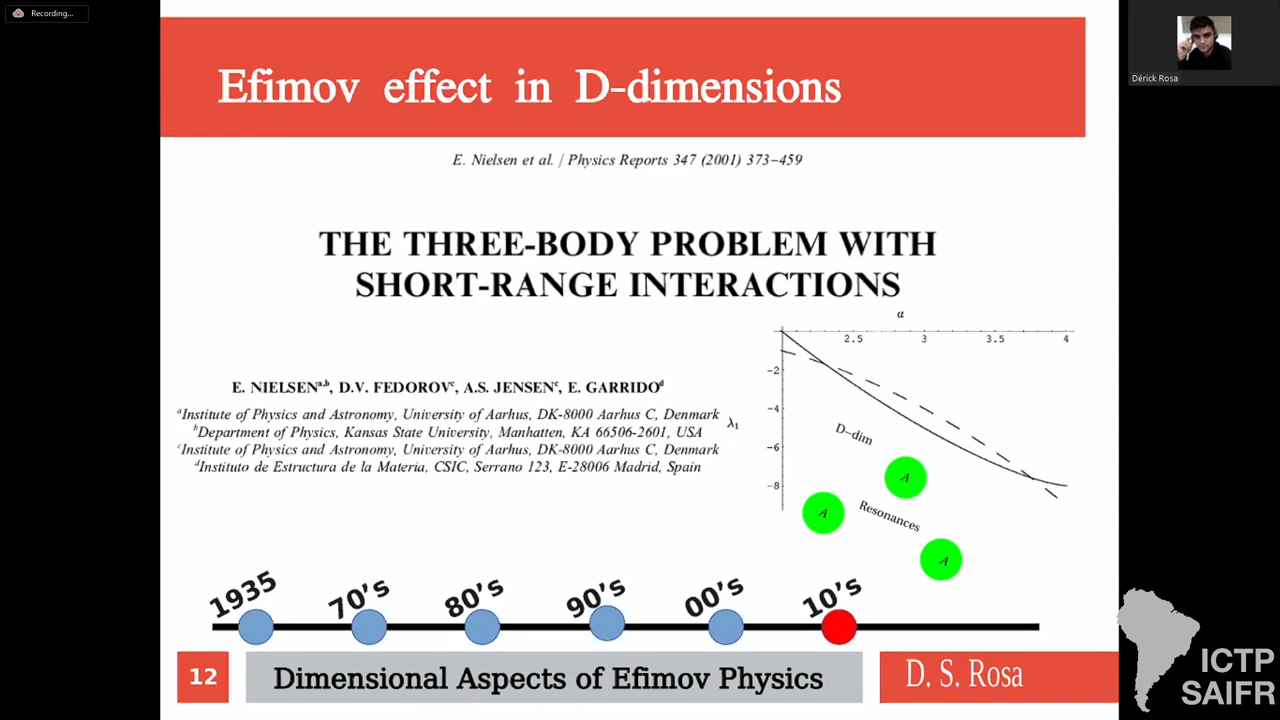 Recording...
Efimov effect in D-dimensions
Dérick Rosa
E. Nielsen et al. / Physics Reports 347 (2001) 373–459
THE THREE-BODY PROBLEM WITH
SHORT-RANGE INTERACTIONS
a
2.5 3 3.5 4
-2
-4
-6
-8
λ1
D-dim
A
A
Resonances
A
E. NIELSENa,b, D.V. FEDOROVc, A.S. JENSENc, E. GARRIDOd
aInstitute of Physics and Astronomy, University of Aarhus, DK-8000 Aarhus C, Denmark
bDepartment of Physics, Kansas State University, Manhatten, KA 66506-2601, USA
cInstitute of Physics and Astronomy, University of Aarhus, DK-8000 Aarhus C, Denmark
dInstituto de Estructura de la Materia, CSIC, Serrano 123, E-28006 Madrid, Spain
1935 70's 80's 90's 00's 10's
12
Dimensional Aspects of Efimov Physics
D. S. Rosa
ICTP
SAIFR